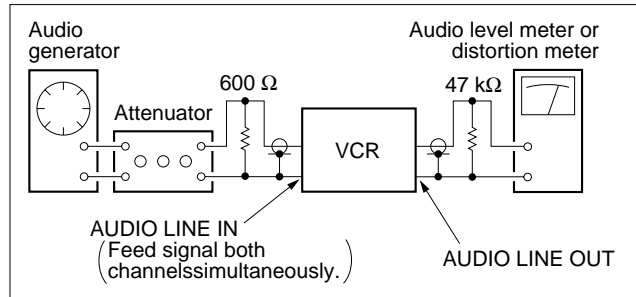 Audio
generator
Attenuator
600 Ω
VCR
47 kΩ
Audio level meter or
distortion meter
AUDIO LINE IN
(Feed signal both
channelssimultaneously.)
AUDIO LINE OUT